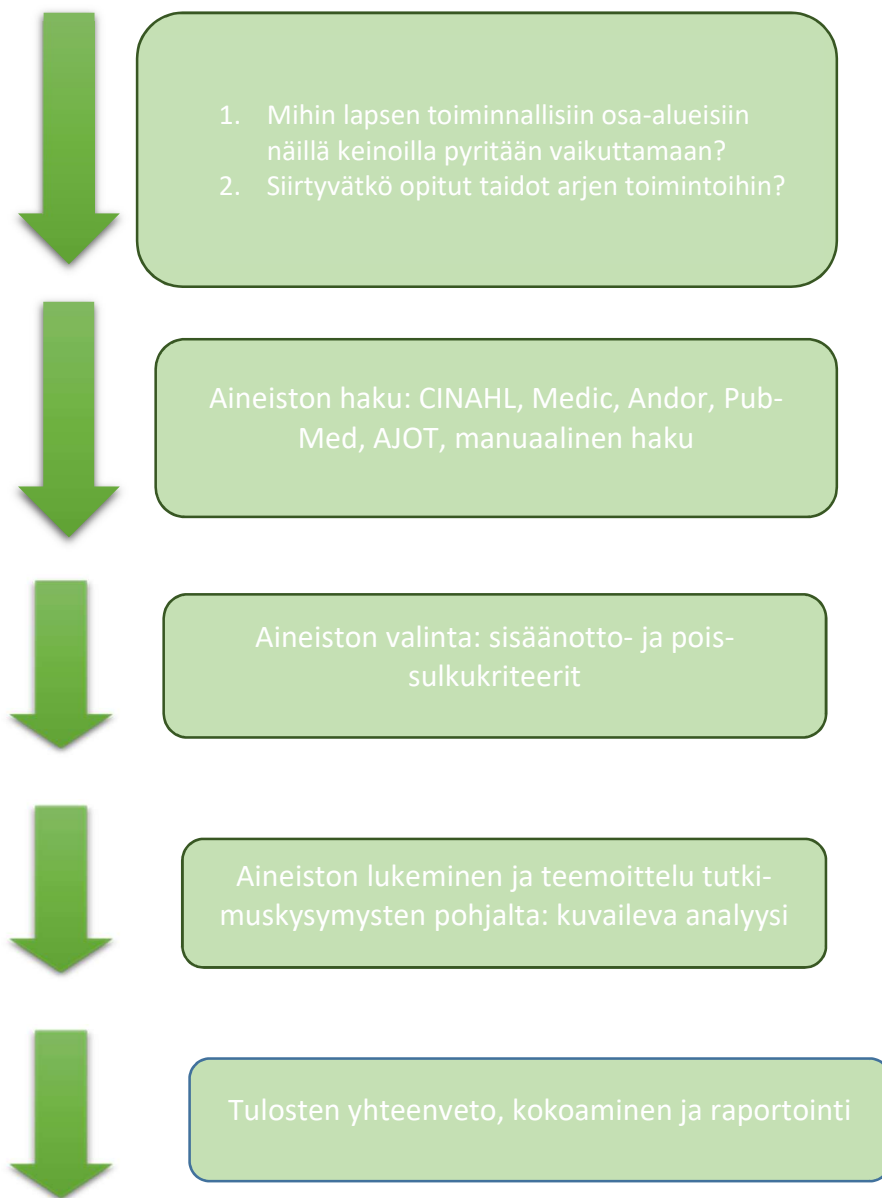 1. Mihin lapsen toiminnallisiin osa-alueisiin
näillä keinoilla pyritään vaikuttamaan?
2. Siirtyvätkö opitut taidot arjen toimintoihin?
Aineiston haku: CINAHL, Medic, Andor, Pub-
Med, AJOT, manuaalinen haku
Aineiston valinta: sisäänotto- ja pois-
sulkukriteerit
Aineiston lukeminen ja teemoittelu tutki-
muskysymysten pohjalta: kuvaileva analyysi
Tulosten yhteenveto, kokoaminen ja raportointi